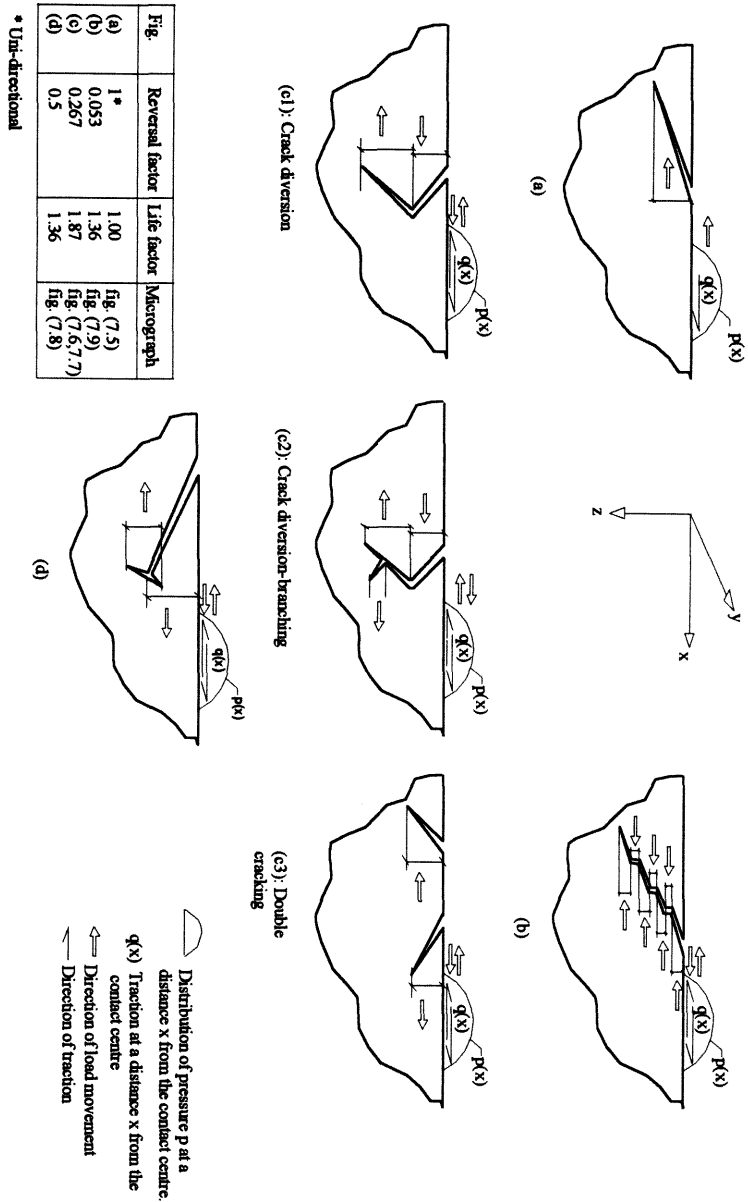 p(x)
q(x)
(a)
y
x
z
p(x)
q(x)
(b)
p(x)
q(x)
(c1): Crack diversion
p(x)
q(x)
(c2): Crack diversion-branching
p(x)
q(x)
(c3): Double
cracking
Fig. Reversal factor Life factor Micrograph
(a) 1* 1.00 fig. (7.5)
(b) 0.053 1.36 fig. (7.9)
(c) 0.267 1.87 fig. (7.6,7.7)
(d) 0.5 1.36 fig. (7.8)
* Uni-directional
p(x)
q(x)
(d)
Distribution of pressure p at a
distance x from the contact centre.
q(x) Traction at a distance x from the
contact centre
Direction of load movement
Direction of traction